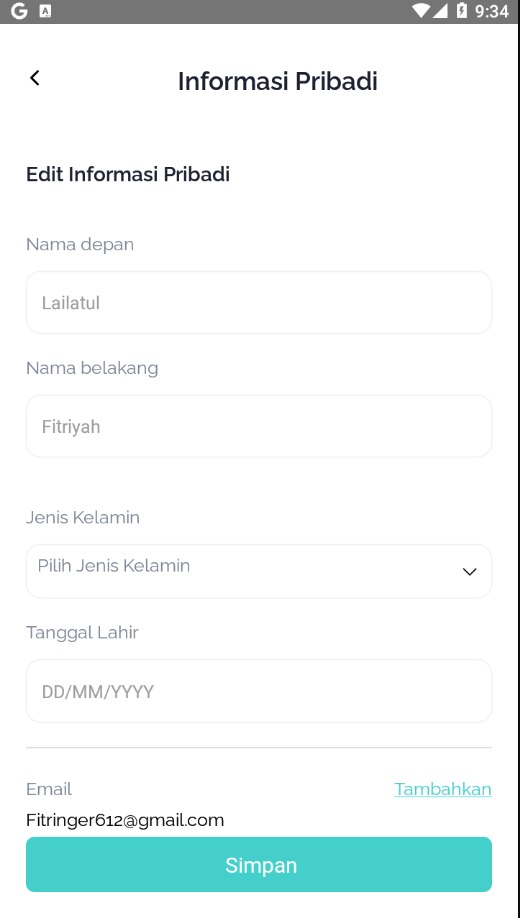 9:34
Informasi Pribadi
Edit Informasi Pribadi
Nama depan
Lailatul
Nama belakang
Fitriyah
Jenis Kelamin
Pilih Jenis Kelamin
Tanggal Lahir
DD/MM/YYYY
Email Tambahkan
Fitringer612@gmail.com
Simpan